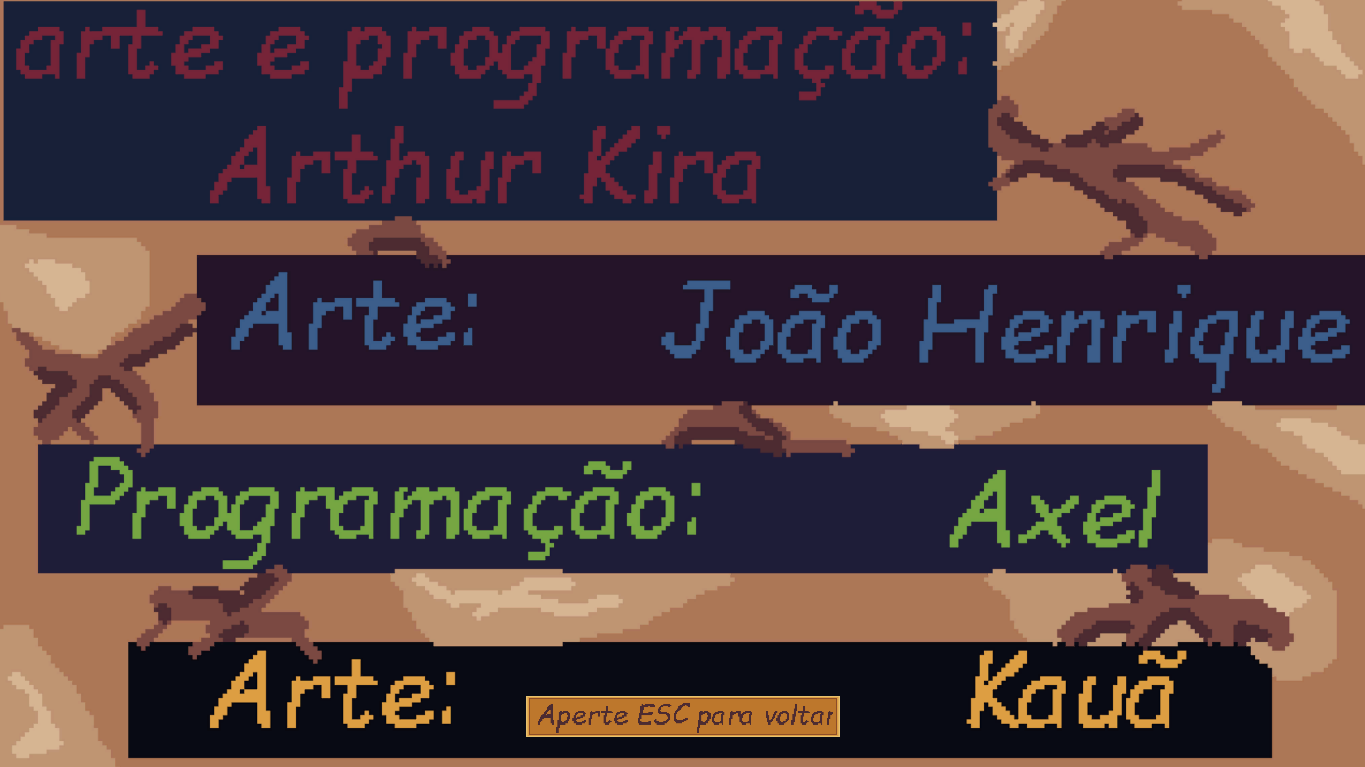 arte e programação:
Arthur Kira
Arte: João Henrique
Programação: Axel
Arte: Kauã
Aperte ESC para voltar